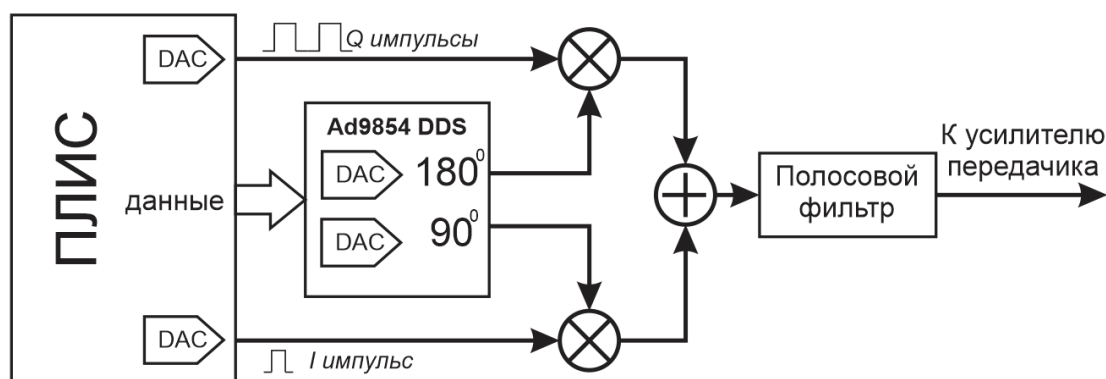 ПЛИС
DAC
Q импульсы
Ad9854 DDS
DAC 180⁰
DAC 90⁰
данные
DAC
I импульс
Полосовой
фильтр
К усилителю
передачика